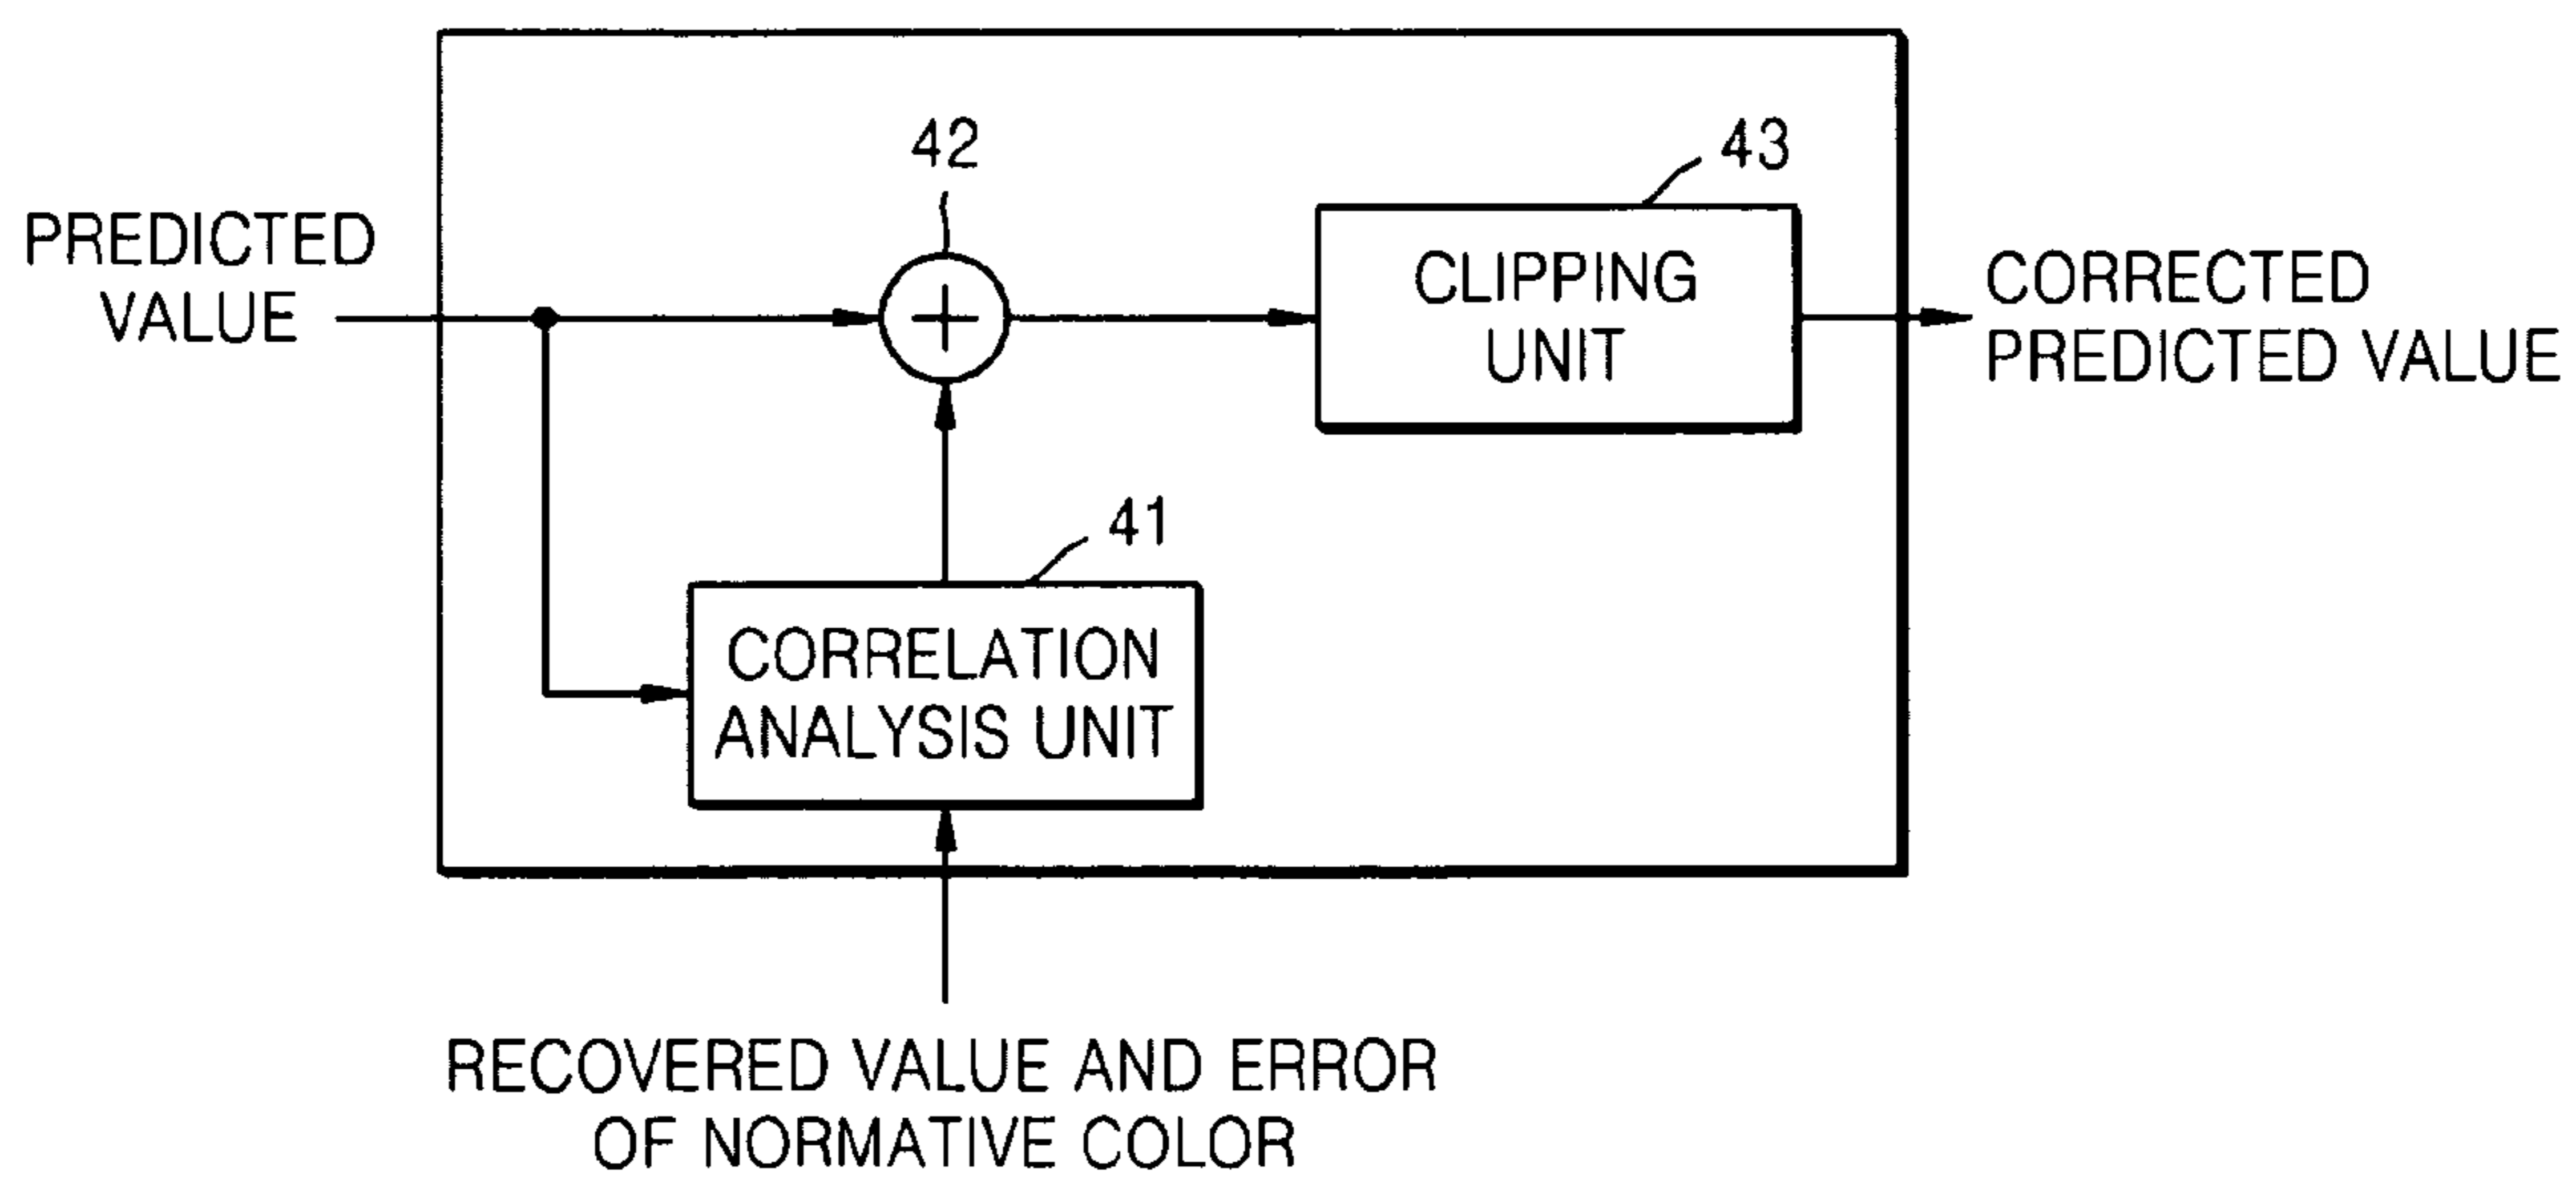 42
43
PREDICTED
VALUE
CLIPPING
UNIT
CORRECTED
PREDICTED VALUE
41
CORRELATION
ANALYSIS UNIT
RECOVERED VALUE AND ERROR
OF NORMATIVE COLOR